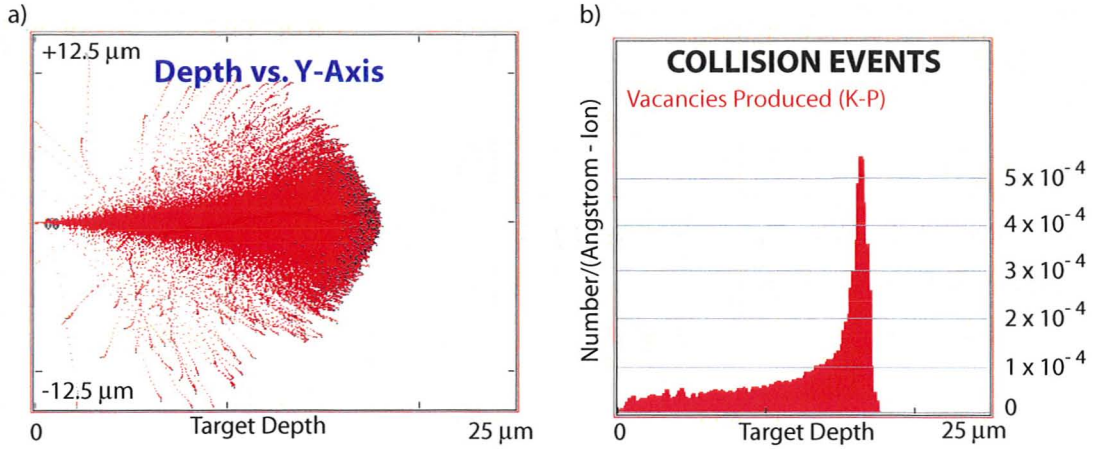 a)
+12.5 μm
Depth vs. Y-Axis
-12.5 μm
0
Target Depth
25 μm
b)
COLLISION EVENTS
Vacancies Produced (K-P)
Number/(Angstrom - Ion)
5 x 10⁻⁴
4 x 10⁻⁴
3 x 10⁻⁴
2 x 10⁻⁴
1 x 10⁻⁴
0
0
Target Depth
25 μm